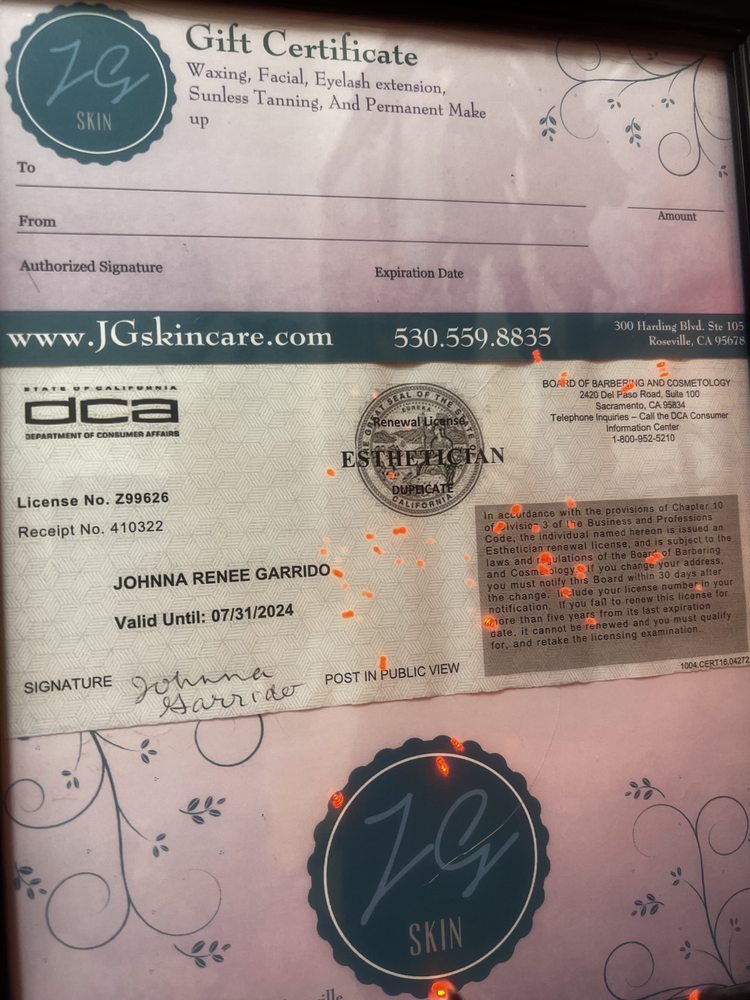 JG
SKIN
Gift Certificate
Waxing, Facial, Eyelash extension,
Sunless Tanning, And Permanent Make
up
To
From
Amount
Authorized Signature
Expiration Date
www.JGskincare.com
530.559.8835
300 Harding Blvd. Ste 105
Roseville, CA 95678
STATE OF CALIFORNIA
dca
DEPARTMENT OF CONSUMER AFFAIRS
EUREKA
Renewal License
ESTHETICIAN
DUPLICATE
CALIFORNIA
BOARD OF BARBERING AND COSMETOLOGY
2420 Del Paso Road, Suite 100
Sacramento, CA 95834
Telephone Inquiries – Call the DCA Consumer
Information Center
1-800-952-5210
License No. Z99626
Receipt No. 410322
JOHNNA RENEE GARRIDO
Valid Until: 07/31/2024
SIGNATURE
Johnna
Garrido
POST IN PUBLIC VIEW
In accordance with the provisions of Chapter 10
of Division 3 of the Business and Professions
Code, the individual named hereon is issued an
Esthetician renewal license, and is subject to the
laws and regulations of the Board of Barbering
and Cosmetology. If you change your address,
you must notify this Board within 30 days after
the change. Include your license number in your
notification. If you fail to renew this license for
more than five years from its last expiration
date, it cannot be renewed and you must qualify
for, and retake the licensing examination.
1004.CERT16.04272
JG
SKIN